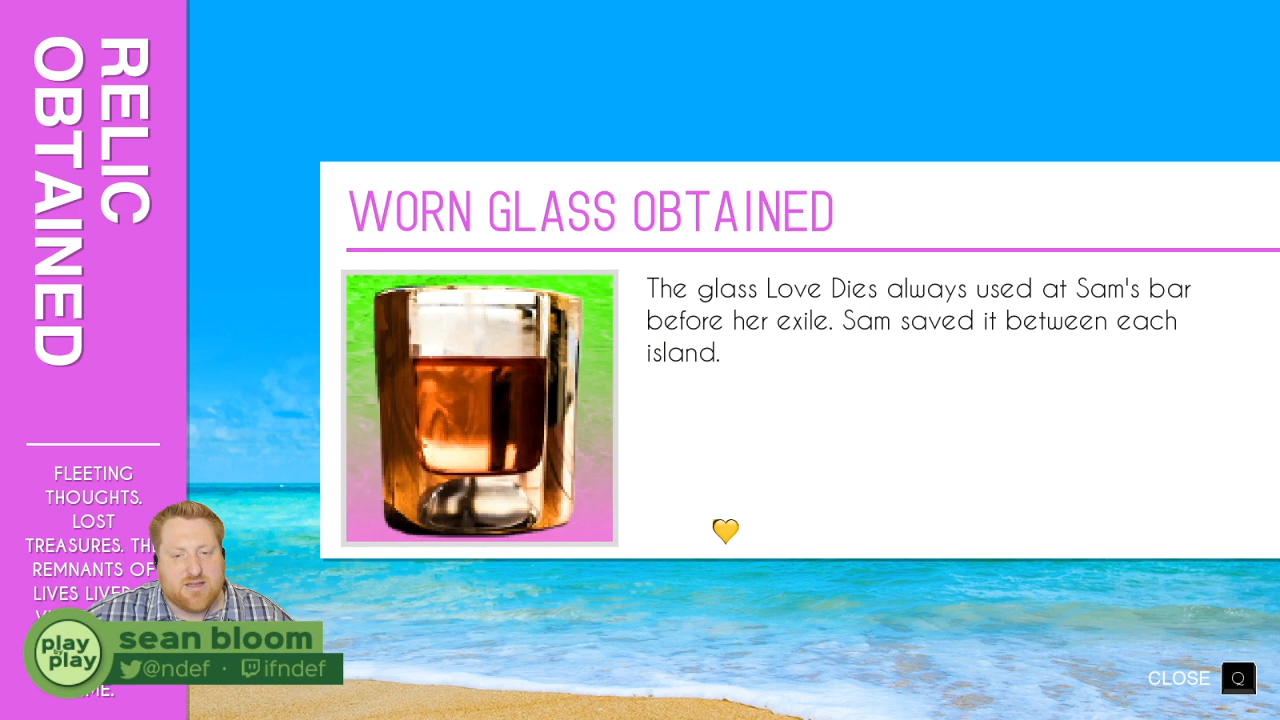 RELIC
OBTAINED
FLEETING
THOUGHTS.
LOST
TREASURES.
REMNANTS OF
LIVES
WORN GLASS OBTAINED
The glass Love Dies always used at Sam's bar
before her exile. Sam saved it between each
island.
play
by
play
sean bloom
@ndef · ifndef
CLOSE Q